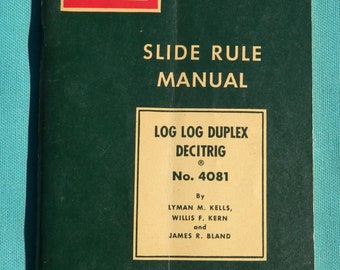 SLIDE RULE
MANUAL
LOG LOG DUPLEX
DECITRIG
®
No. 4081
By
LYMAN M. KELLS,
WILLIS F. KERN
and
JAMES R. BLAND